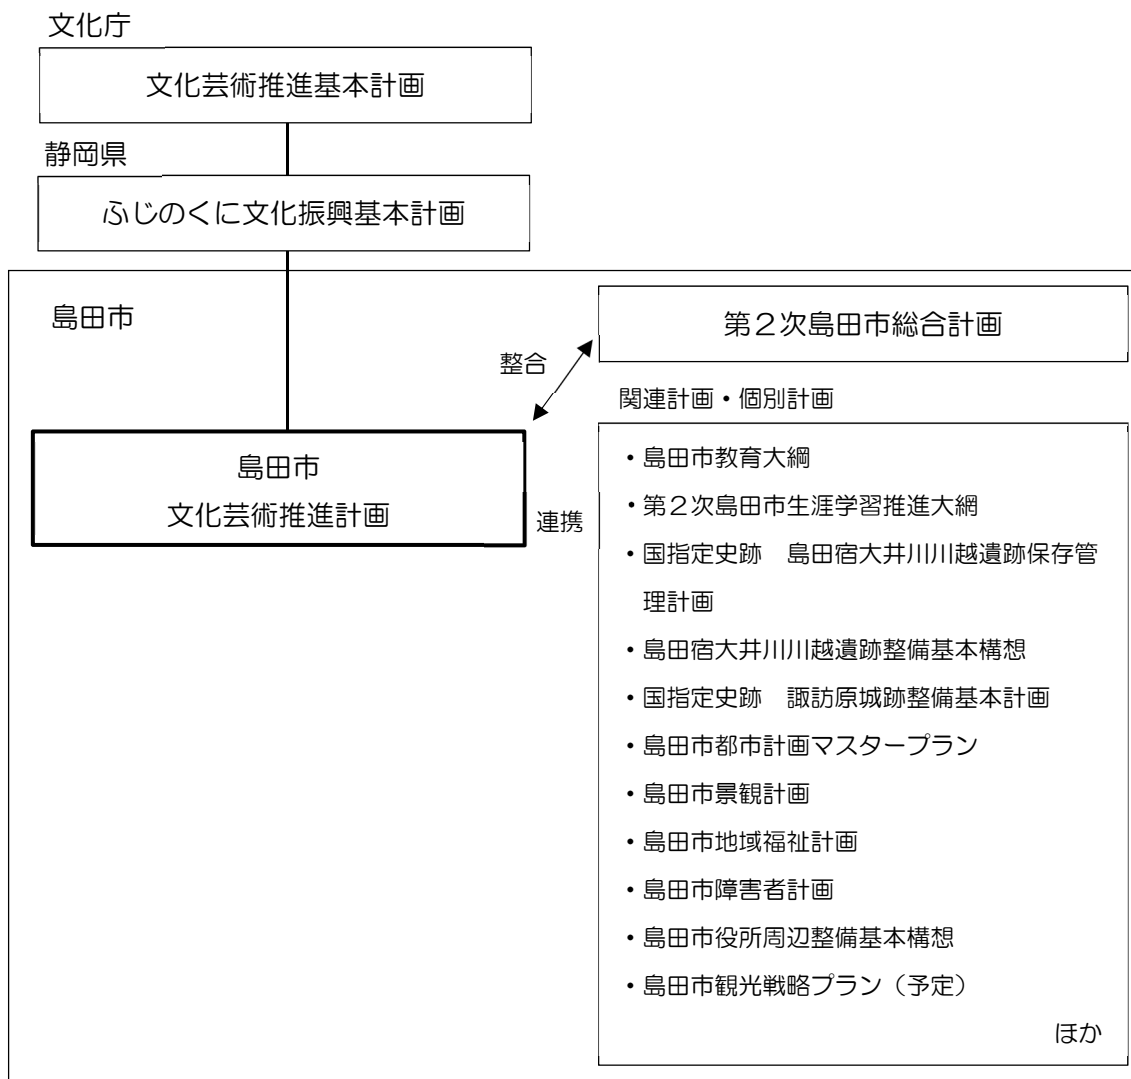 文化庁
文化芸術推進基本計画
静岡県
ふじのくに文化振興基本計画
島田市
第２次島田市総合計画
整合
関連計画・個別計画
島田市
文化芸術推進計画
連携
・島田市教育大綱
・第２次島田市生涯学習推進大綱
・国指定史跡　島田宿大井川川越遺跡保存管
理計画
・島田宿大井川川越遺跡整備基本構想
・国指定史跡　諏訪原城跡整備基本計画
・島田市都市計画マスタープラン
・島田市景観計画
・島田市地域福祉計画
・島田市障害者計画
・島田市役所周辺整備基本構想
・島田市観光戦略プラン（予定）
ほか